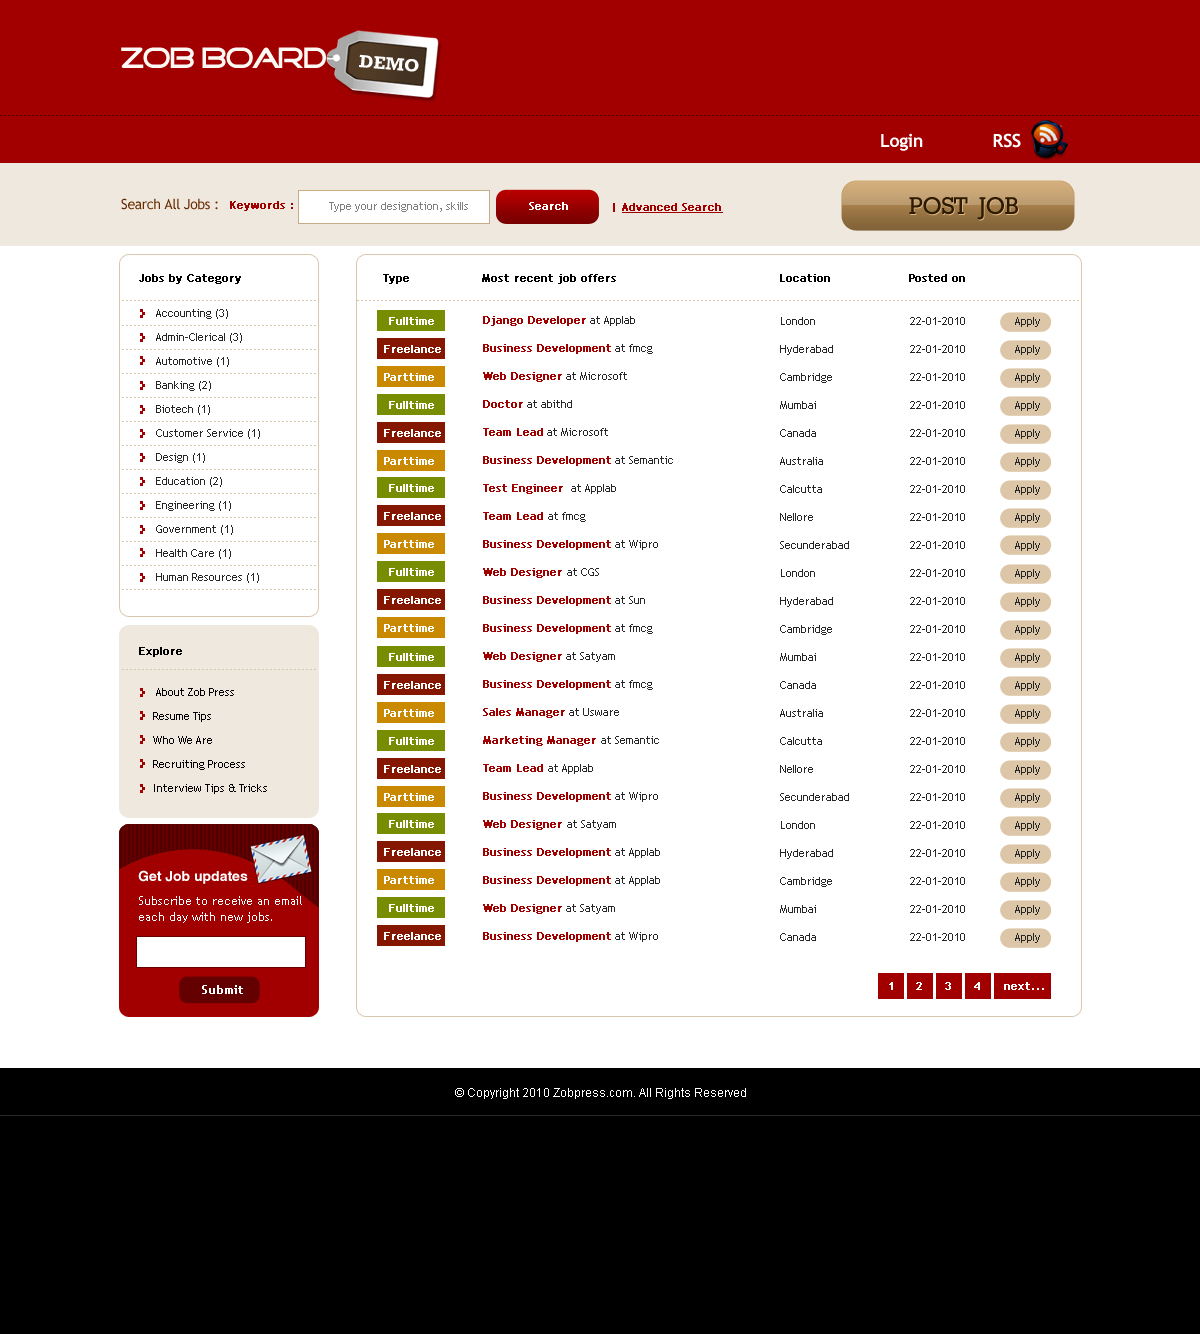 ZOB BOARD DEMO
Login RSS
Search All Jobs : Keywords : Type your designation, skills Search | Advanced Search POST JOB
Jobs by Category
Accounting (3)
Admin-Clerical (3)
Automotive (1)
Banking (2)
Biotech (1)
Customer Service (1)
Design (1)
Education (2)
Engineering (1)
Government (1)
Health Care (1)
Human Resources (1)
Explore
About Zob Press
Resume Tips
Who We Are
Recruiting Process
Interview Tips & Tricks
Get Job updates
Subscribe to receive an email
each day with new jobs.
Submit
Type Most recent job offers Location Posted on
Fulltime Django Developer at Applab London 22-01-2010 Apply
Freelance Business Development at fmcg Hyderabad 22-01-2010 Apply
Parttime Web Designer at Microsoft Cambridge 22-01-2010 Apply
Fulltime Doctor at abithd Mumbai 22-01-2010 Apply
Freelance Team Lead at Microsoft Canada 22-01-2010 Apply
Parttime Business Development at Semantic Australia 22-01-2010 Apply
Fulltime Test Engineer at Applab Calcutta 22-01-2010 Apply
Freelance Team Lead at fmcg Nellore 22-01-2010 Apply
Parttime Business Development at Wipro Secunderabad 22-01-2010 Apply
Fulltime Web Designer at CGS London 22-01-2010 Apply
Freelance Business Development at Sun Hyderabad 22-01-2010 Apply
Parttime Business Development at fmcg Cambridge 22-01-2010 Apply
Fulltime Web Designer at Satyam Mumbai 22-01-2010 Apply
Freelance Business Development at fmcg Canada 22-01-2010 Apply
Parttime Sales Manager at Usware Australia 22-01-2010 Apply
Fulltime Marketing Manager at Semantic Calcutta 22-01-2010 Apply
Freelance Team Lead at Applab Nellore 22-01-2010 Apply
Parttime Business Development at Wipro Secunderabad 22-01-2010 Apply
Fulltime Web Designer at Satyam London 22-01-2010 Apply
Freelance Business Development at Applab Hyderabad 22-01-2010 Apply
Parttime Business Development at Applab Cambridge 22-01-2010 Apply
Fulltime Web Designer at Satyam Mumbai 22-01-2010 Apply
Freelance Business Development at Wipro Canada 22-01-2010 Apply
1 2 3 4 next...
© Copyright 2010 Zobpress.com. All Rights Reserved